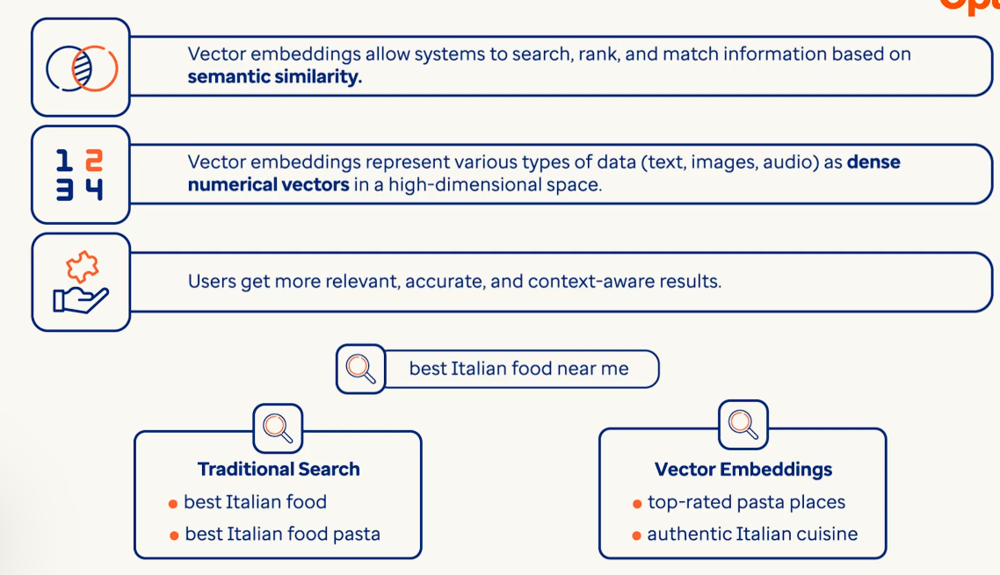 Vector embeddings allow systems to search, rank, and match information based on
semantic similarity.
1 2
3 4
Vector embeddings represent various types of data (text, images, audio) as dense
numerical vectors in a high-dimensional space.
Users get more relevant, accurate, and context-aware results.
best Italian food near me
Traditional Search
best Italian food
best Italian food pasta
Vector Embeddings
top-rated pasta places
authentic Italian cuisine